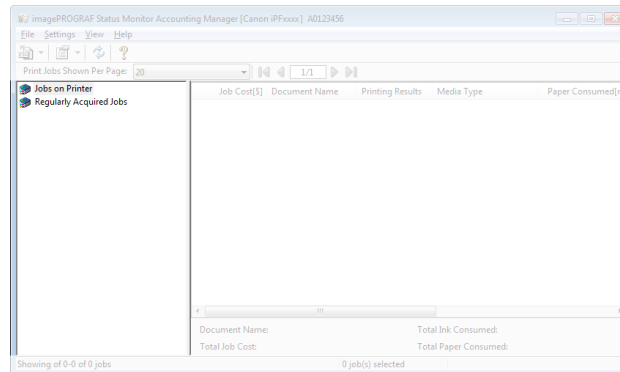 imagePROGRAF Status Monitor Accounting Manager [Canon iPFxxxx] A0123456
File Settings View Help
Print Jobs Shown Per Page: 20 1/1
Jobs on Printer
Regularly Acquired Jobs
Job Cost[$] Document Name Printing Results Media Type Paper Consumed[
Document Name: Total Ink Consumed:
Total Job Cost: Total Paper Consumed:
Showing of 0-0 of 0 jobs 0 job(s) selected